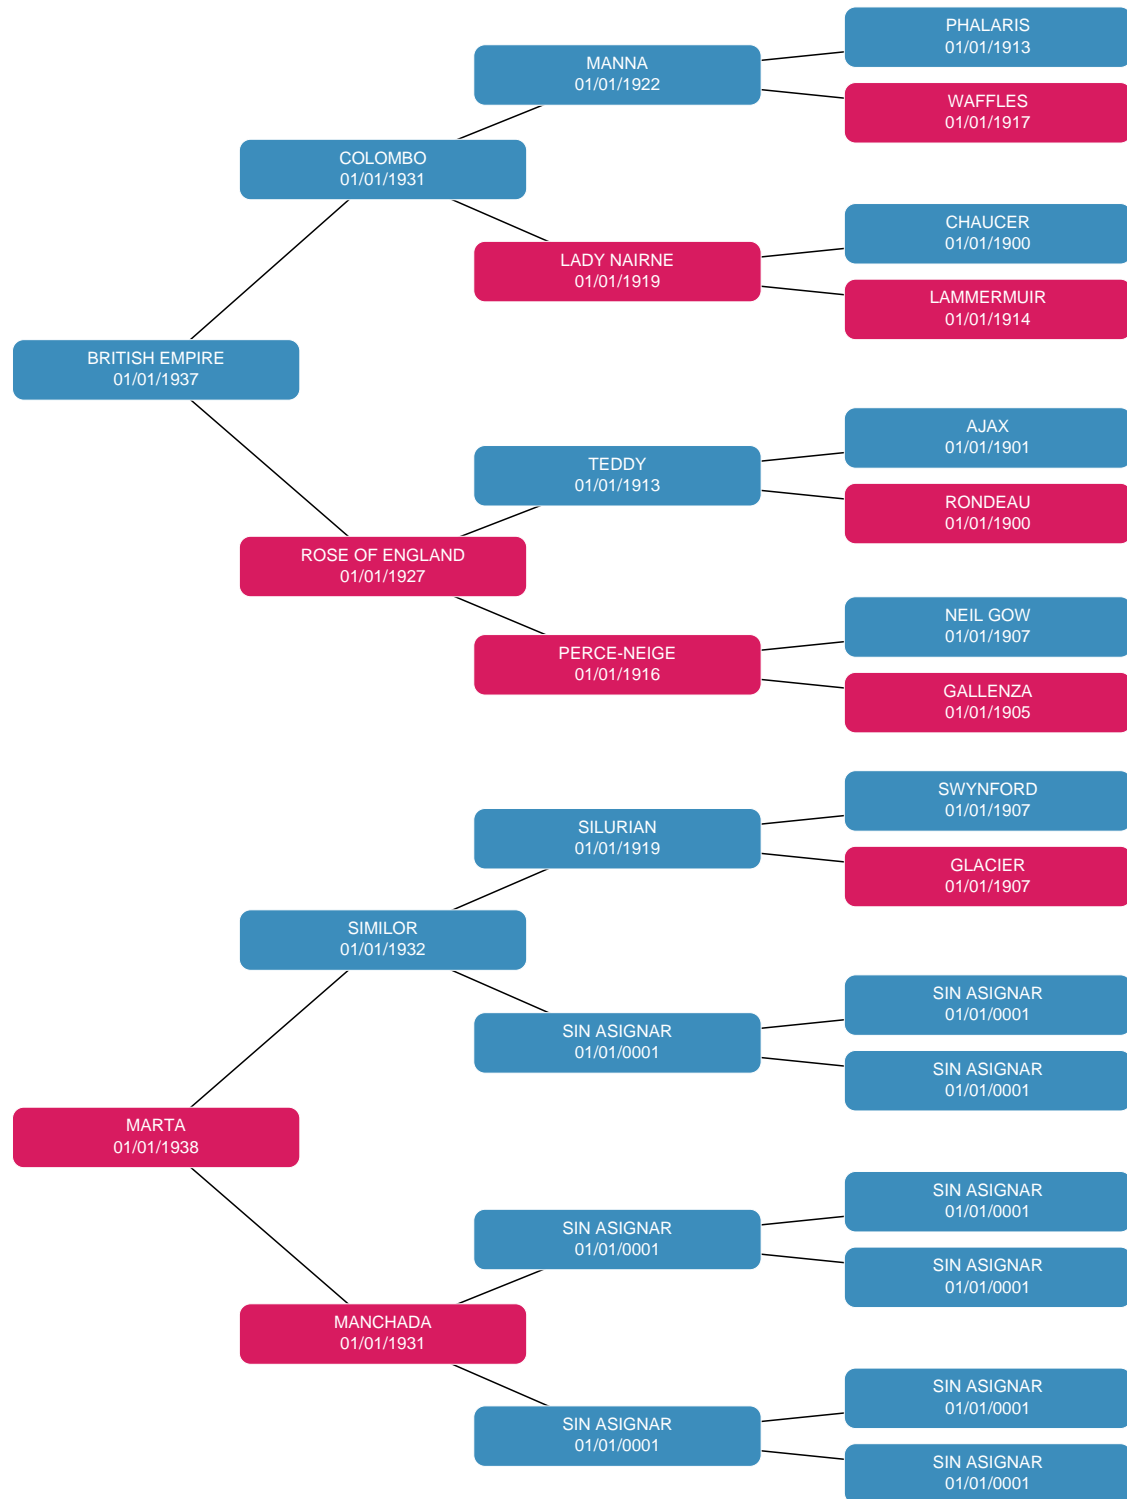 PHALARIS
01/01/1913
MANNA
01/01/1922
WAFFLES
01/01/1917
COLOMBO
01/01/1931
CHAUCER
01/01/1900
LADY NAIRNE
01/01/1919
LAMMERMUIR
01/01/1914
BRITISH EMPIRE
01/01/1937
AJAX
01/01/1901
TEDDY
01/01/1913
RONDEAU
01/01/1900
ROSE OF ENGLAND
01/01/1927
NEIL GOW
01/01/1907
PERCE-NEIGE
01/01/1916
GALLENZA
01/01/1905
SWYNFORD
01/01/1907
SILURIAN
01/01/1919
GLACIER
01/01/1907
SIMILOR
01/01/1932
SIN ASIGNAR
01/01/0001
SIN ASIGNAR
01/01/0001
SIN ASIGNAR
01/01/0001
MARTA
01/01/1938
SIN ASIGNAR
01/01/0001
SIN ASIGNAR
01/01/0001
SIN ASIGNAR
01/01/0001
MANCHADA
01/01/1931
SIN ASIGNAR
01/01/0001
SIN ASIGNAR
01/01/0001
SIN ASIGNAR
01/01/0001